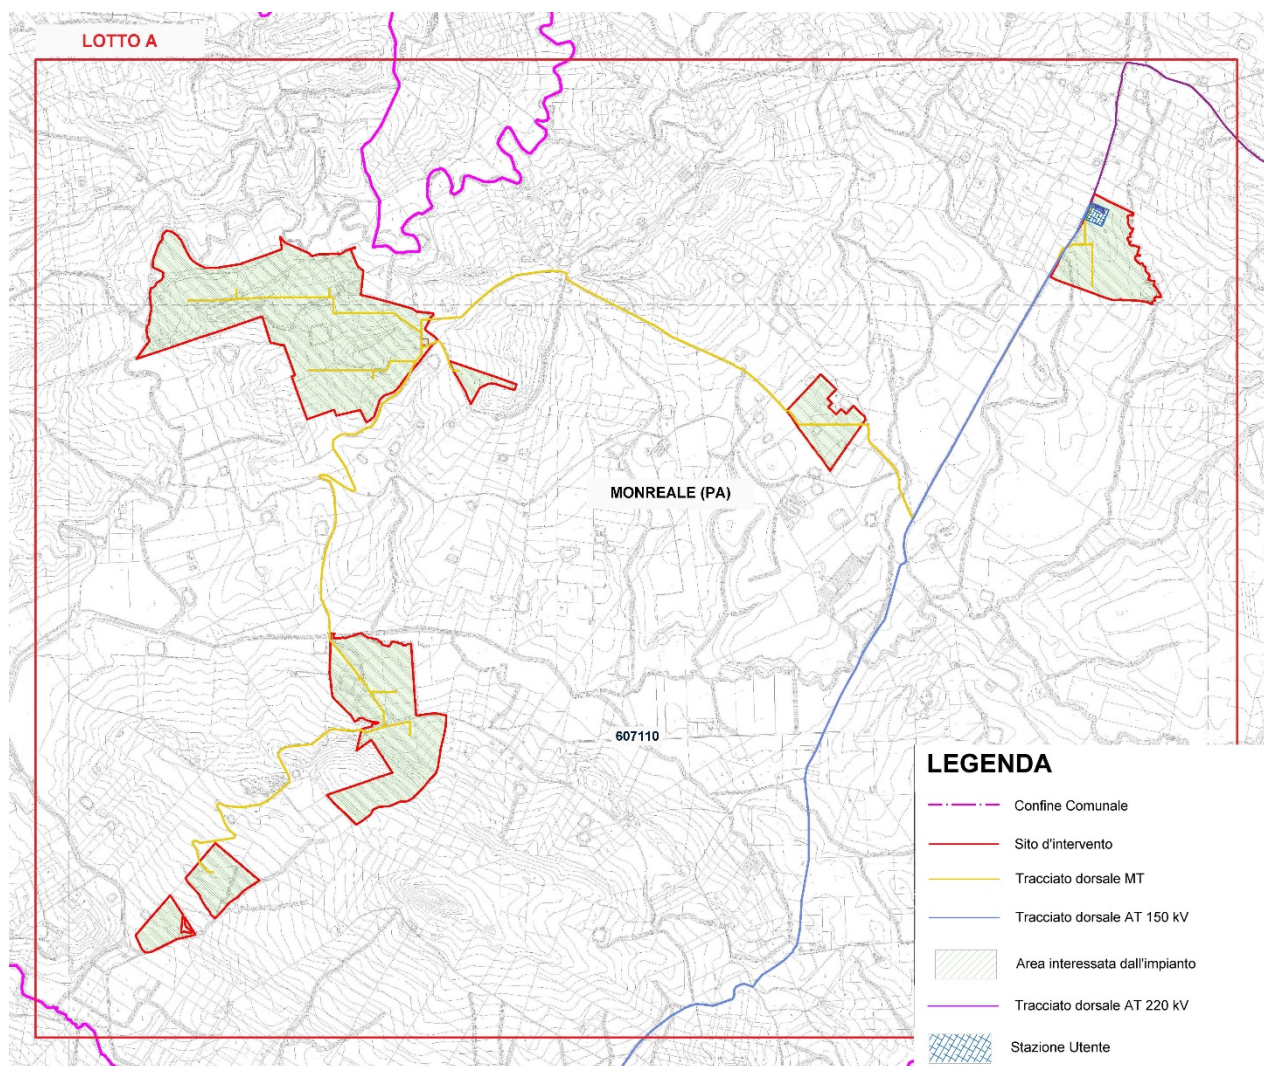 LOTTO A
MONREALE (PA)
607110
LEGENDA
Confine Comunale
Sito d'intervento
Tracciato dorsale MT
Tracciato dorsale AT 150 kV
Area interessata dall'impianto
Tracciato dorsale AT 220 kV
Stazione Utente